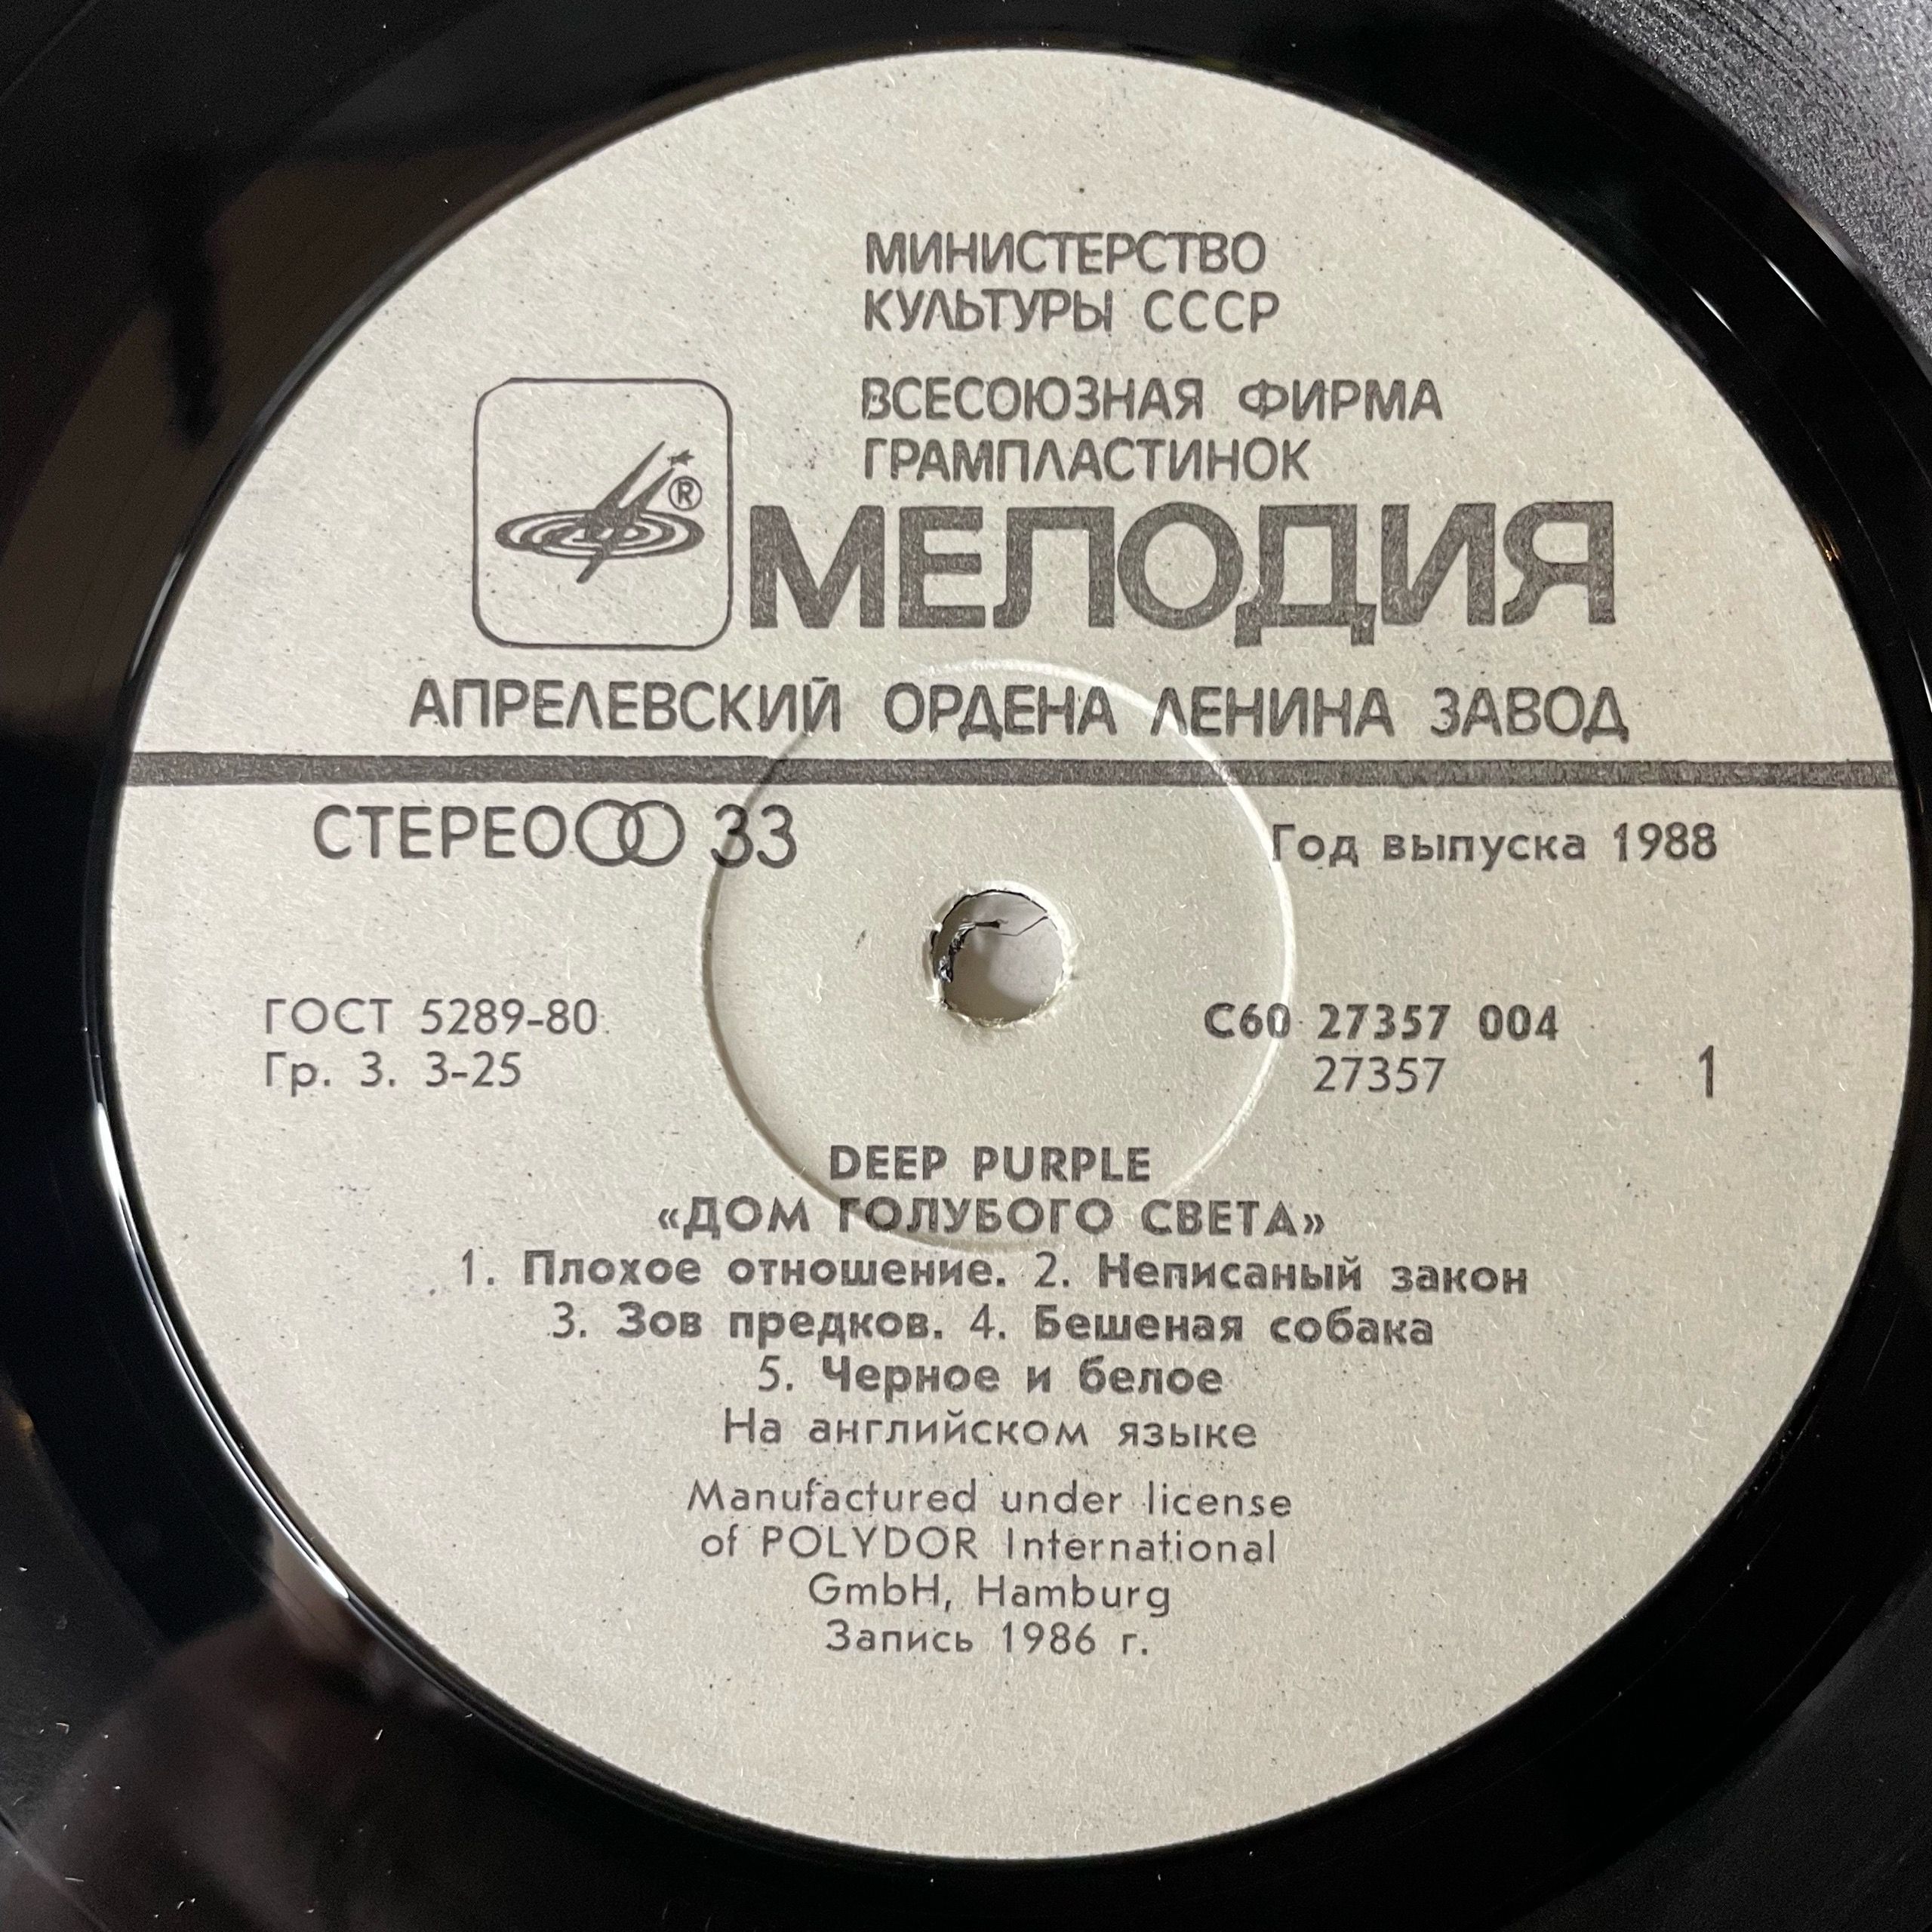 МИНИСТЕРСТВО
КУЛЬТУРЫ СССР
ВСЕСОЮЗНАЯ ФИРМА
ГРАМПЛАСТИНОК
®
МЕЛОДИЯ
АПРЕЛЕВСКИЙ ОРДЕНА ЛЕНИНА ЗАВОД
СТЕРЕО 33
Год выпуска 1988
ГОСТ 5289-80
Гр. 3. 3-25
С60 27357 004
27357
1
DEEP PURPLE
«ДОМ ГОЛУБОГО СВЕТА»
1. Плохое отношение. 2. Неписаный закон
3. Зов предков. 4. Бешеная собака
5. Черное и белое
На английском языке
Manufactured under license
of POLYDOR International
GmbH, Hamburg
Запись 1986 г.